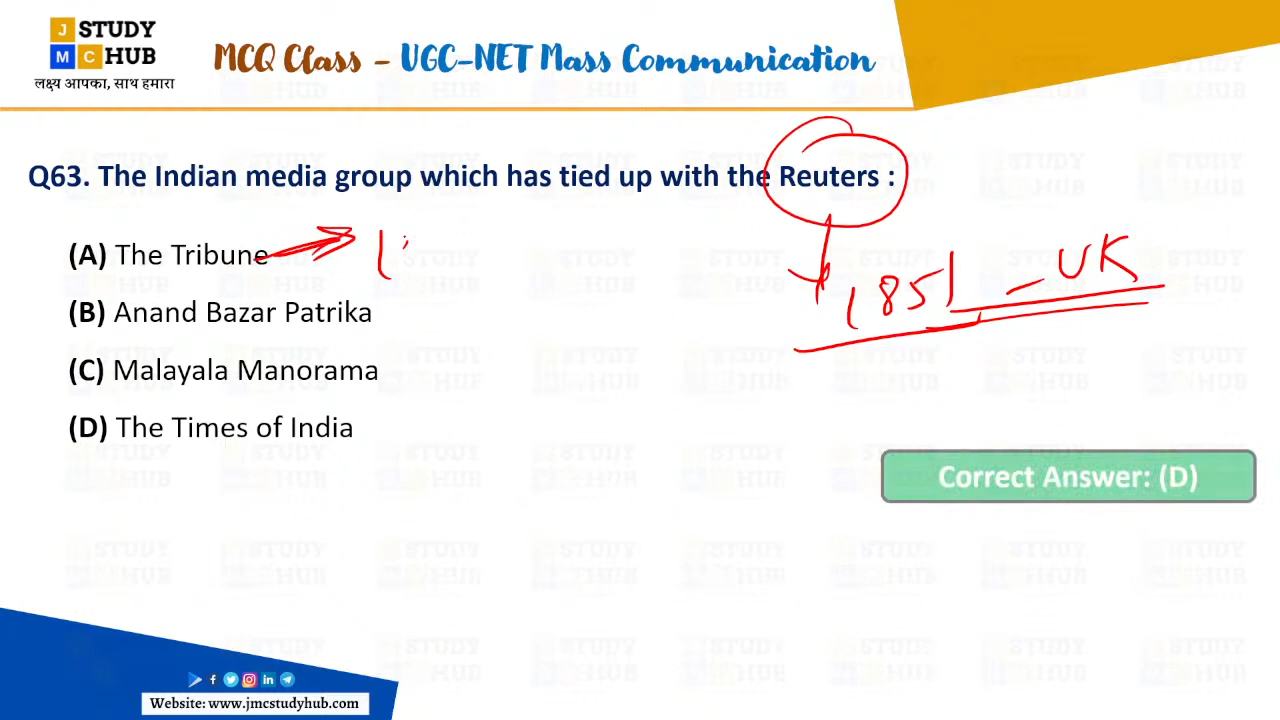 J STUDY
MC HUB
लक्ष्य आपका, साथ हमारा
MCQ Class - UGC-NET Mass Communication
Q63. The Indian media group which has tied up with the Reuters :
(A) The Tribune
(B) Anand Bazar Patrika
(C) Malayala Manorama
(D) The Times of India
1851 - UK
Correct Answer: (D)
Website: www.jmcstudyhub.com